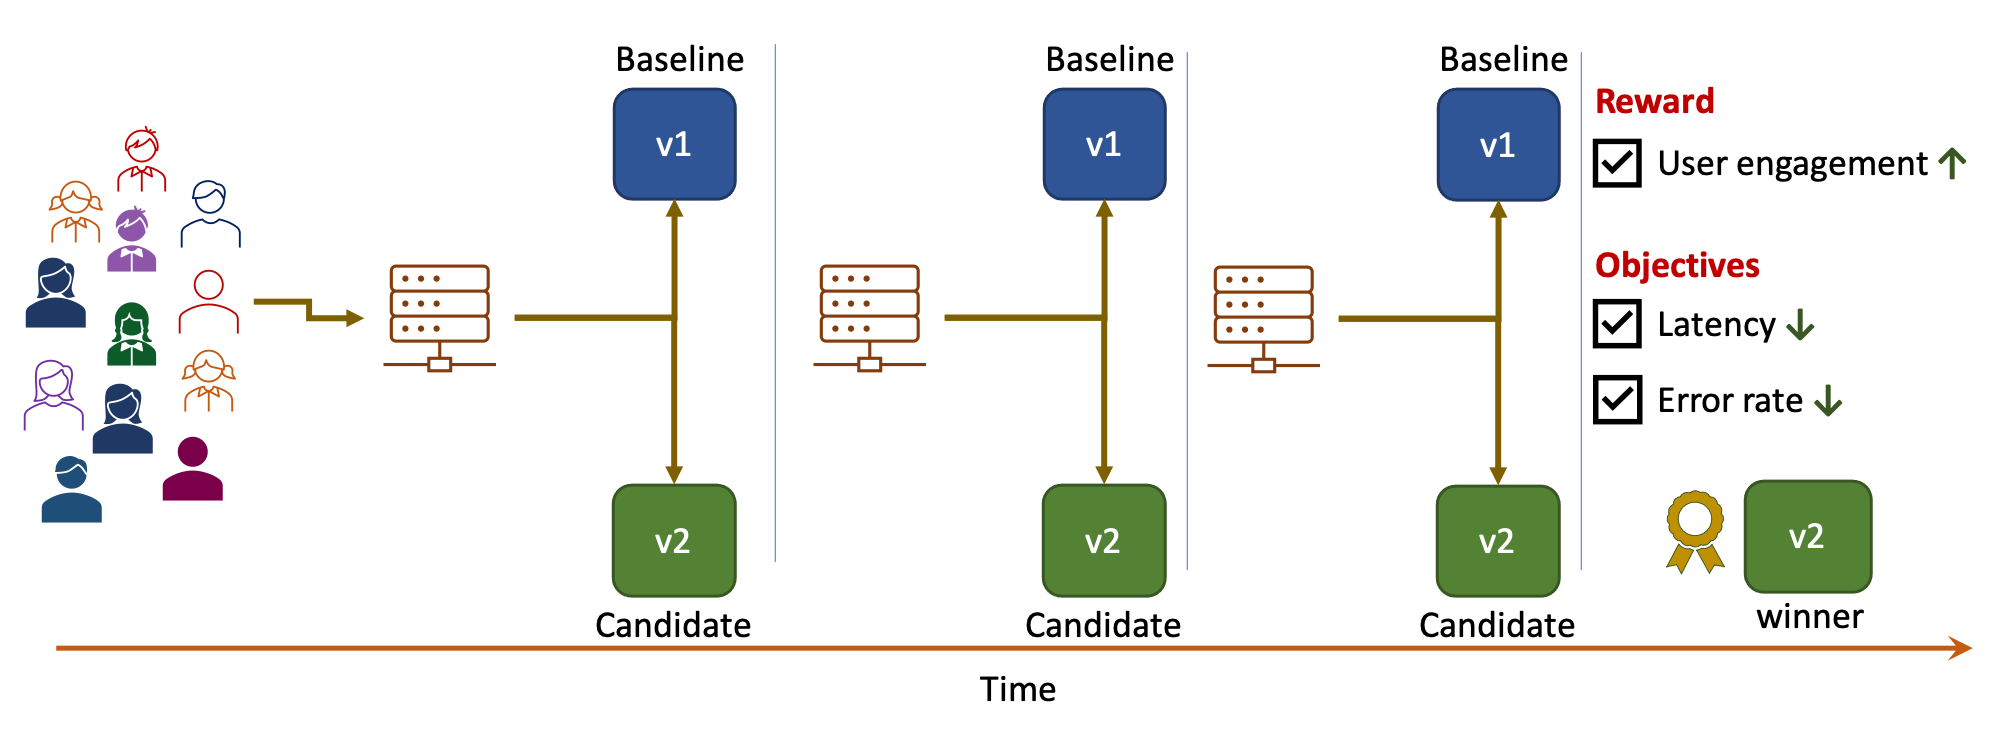 Baseline
v1
v2
Candidate
Baseline
v1
v2
Candidate
Baseline
v1
v2
Candidate
Reward
User engagement
Objectives
Latency
Error rate
v2
winner
Time